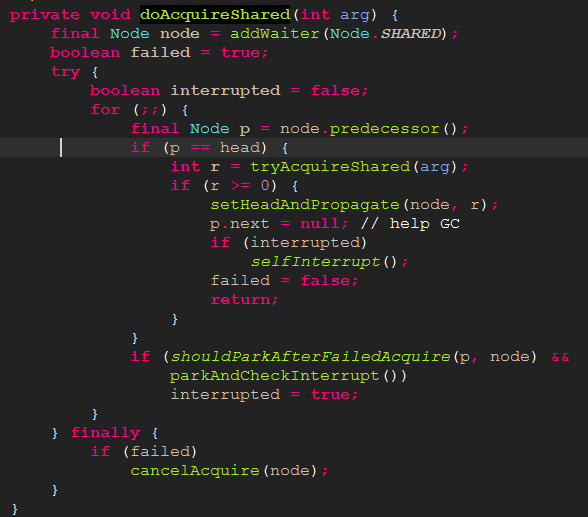 private void doAcquireShared(int arg) {
    final Node node = addWaiter(Node.SHARED);
    boolean failed = true;
    try {
        boolean interrupted = false;
        for (;;) {
            final Node p = node.predecessor();
            if (p == head) {
                int r = tryAcquireShared(arg);
                if (r >= 0) {
                    setHeadAndPropagate(node, r);
                    p.next = null; // help GC
                    if (interrupted)
                        selfInterrupt();
                    failed = false;
                    return;
                }
            }
            if (shouldParkAfterFailedAcquire(p, node) &&
                parkAndCheckInterrupt())
                interrupted = true;
        }
    } finally {
        if (failed)
            cancelAcquire(node);
    }
}